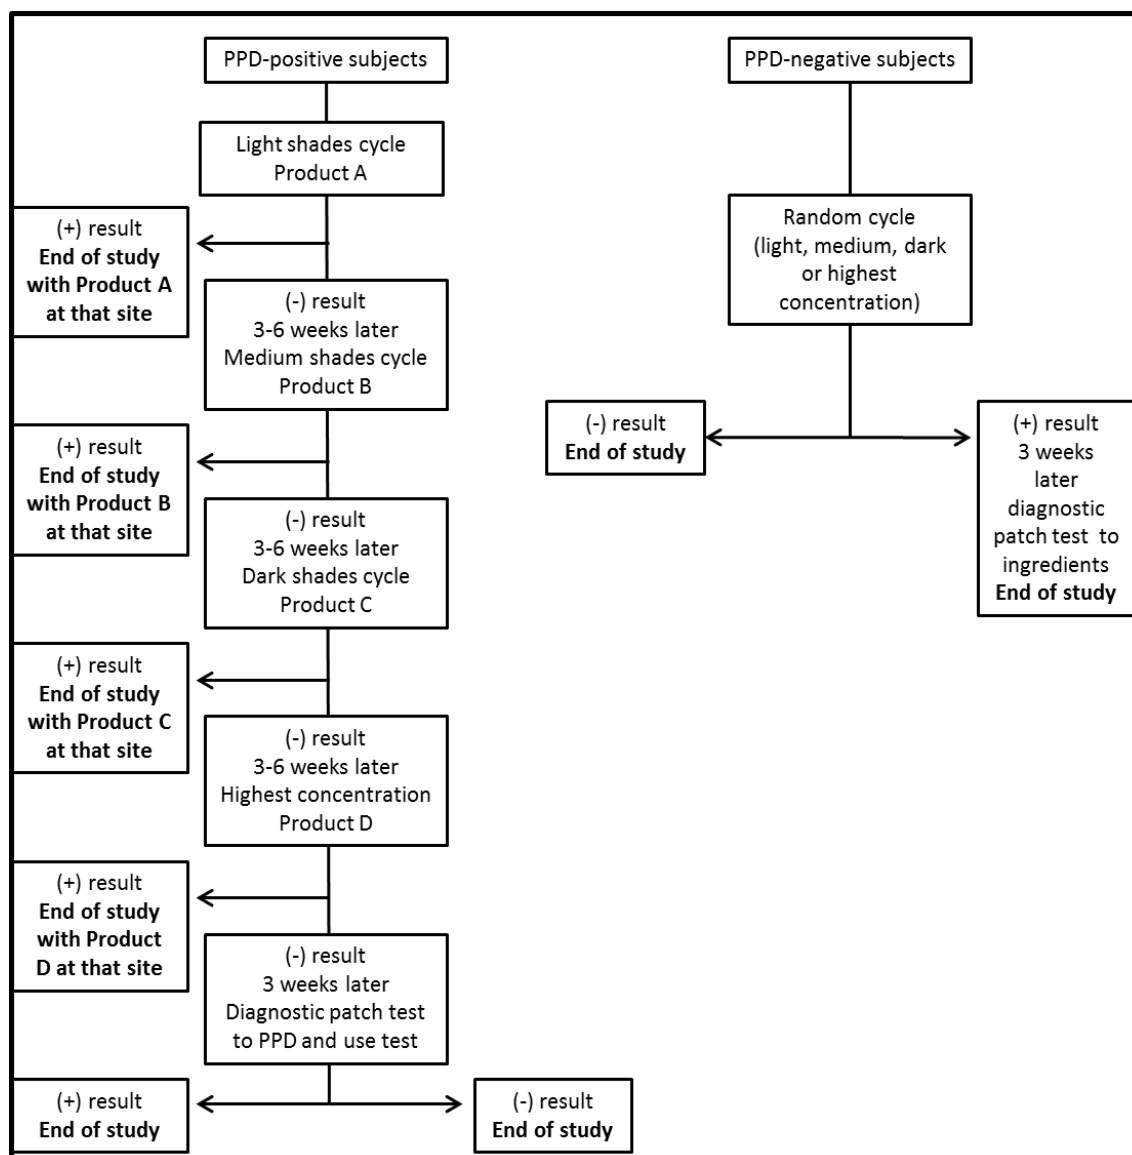 PPD-positive subjects
Light shades cycle
Product A
(+) result
End of study
with Product A
at that site
(-) result
3-6 weeks later
Medium shades cycle
Product B
(+) result
End of study
with Product B
at that site
(-) result
3-6 weeks later
Dark shades cycle
Product C
(+) result
End of study
with Product C
at that site
(-) result
3-6 weeks later
Highest concentration
Product D
(+) result
End of study
with Product
D at that site
(-) result
3 weeks later
Diagnostic patch test
to PPD and use test
(+) result
End of study
(-) result
End of study
PPD-negative subjects
Random cycle
(light, medium, dark
or highest
concentration)
(-) result
End of study
(+) result
3 weeks
later
diagnostic
patch test to
ingredients
End of study